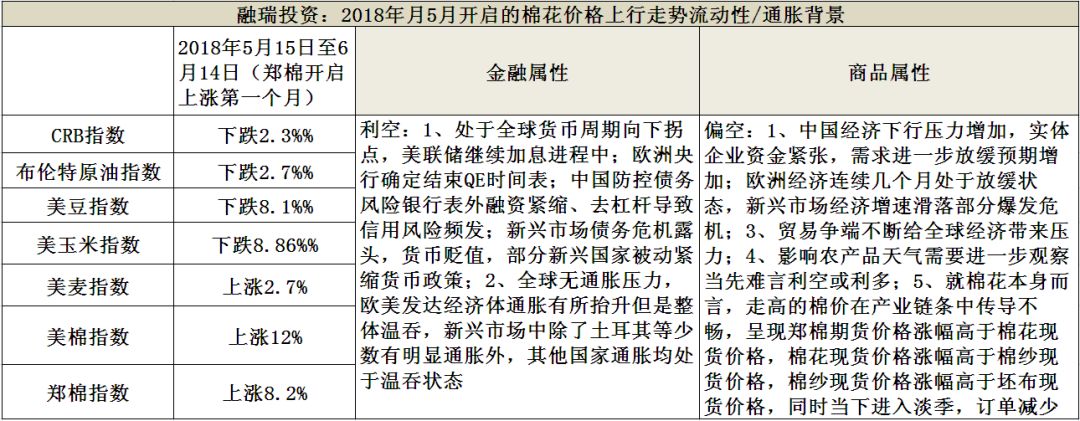 融瑞投资：2018年月5月开启的棉花价格上行走势流动性/通胀背景
2018年5月15日至6
月14日（郑棉开启
上涨第一个月）
金融属性
商品属性
CRB指数
下跌2.3%%
布伦特原油指数
下跌2.7%%
美豆指数
下跌8.1%%
美玉米指数
下跌8.86%%
美麦指数
上涨2.7%
美棉指数
上涨12%
郑棉指数
上涨8.2%
利空：1、处于全球货币周期向下拐
点，美联储继续加息进程中；欧洲央
行确定结束QE时间表；中国防控债务
风险银行表外融资紧缩、去杠杆导致
信用风险频发；新兴市场债务危机露
头，货币贬值，部分新兴国家被动紧
缩货币政策；2、全球无通胀压力，
欧美发达经济体通胀有所抬升但是整
体温吞，新兴市场中除了土耳其等少
数有明显通胀外，其他国家通胀均处
于温吞状态
偏空：1、中国经济下行压力增加，实体
企业资金紧张，需求进一步放缓预期增
加；欧洲经济连续几个月处于放缓状
态，新兴市场经济增速滑落部分爆发危
机；3、贸易争端不断给全球经济带来压
力；4、影响农产品天气需要进一步观察
当先难言利空或利多；5、就棉花本身而
言，走高的棉价在产业链条中传导不
畅，呈现郑棉期货价格涨幅高于棉花现
货价格，棉花现货价格涨幅高于棉纱现
货价格，棉纱现货价格涨幅高于坯布现
货价格，同时当下进入淡季，订单减少